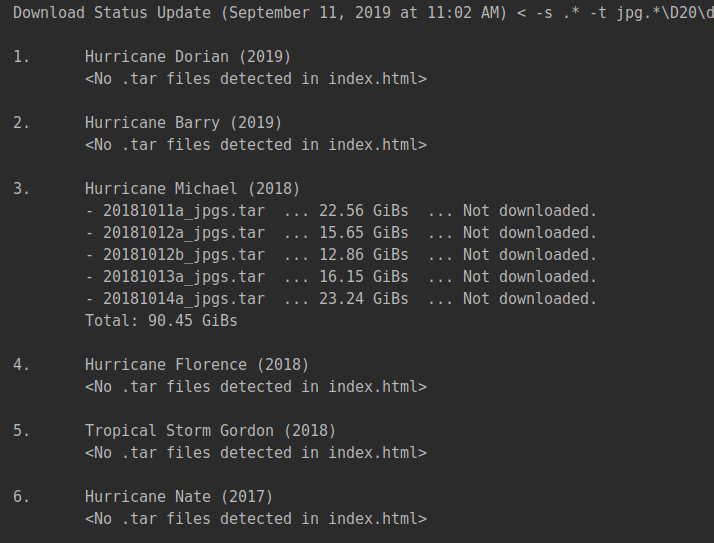 Download Status Update (September 11, 2019 at 11:02 AM) < -s .* -t jpg.*\D20\d
1. Hurricane Dorian (2019)
<No .tar files detected in index.html>
2. Hurricane Barry (2019)
<No .tar files detected in index.html>
3. Hurricane Michael (2018)
- 20181011a_jpgs.tar ... 22.56 GiBs ... Not downloaded.
- 20181012a_jpgs.tar ... 15.65 GiBs ... Not downloaded.
- 20181012b_jpgs.tar ... 12.86 GiBs ... Not downloaded.
- 20181013a_jpgs.tar ... 16.15 GiBs ... Not downloaded.
- 20181014a_jpgs.tar ... 23.24 GiBs ... Not downloaded.
Total: 90.45 GiBs
4. Hurricane Florence (2018)
<No .tar files detected in index.html>
5. Tropical Storm Gordon (2018)
<No .tar files detected in index.html>
6. Hurricane Nate (2017)
<No .tar files detected in index.html>